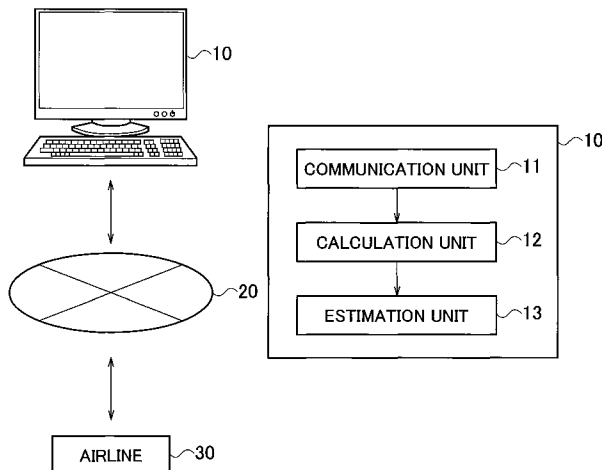 10
10
COMMUNICATION UNIT
11
CALCULATION UNIT
12
20
ESTIMATION UNIT
13
AIRLINE
30